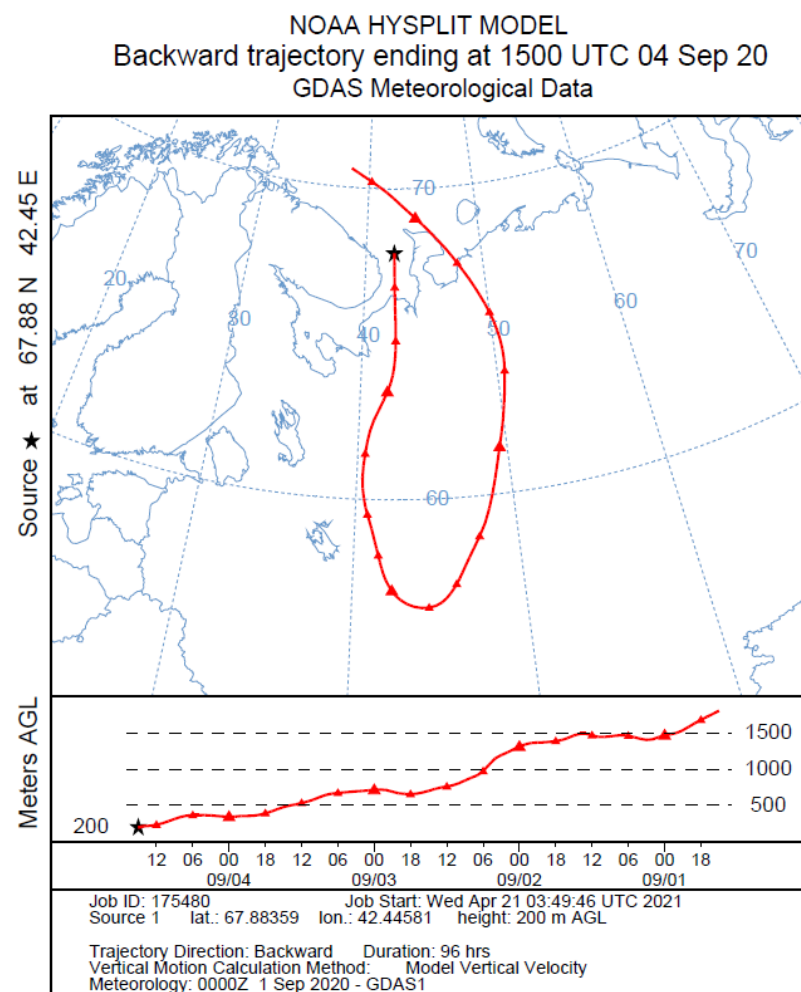 NOAA HYSPLIT MODEL
Backward trajectory ending at 1500 UTC 04 Sep 20
GDAS Meteorological Data
Source ★ at 67.88 N 42.45 E
70
70
20
60
30
40
50
60
Meters AGL
1500
1000
500
200
12 06 00 18 12 06 00 18 12 06 00 18 12 06 00 18
09/04 09/03 09/02 09/01
Job ID: 175480 Job Start: Wed Apr 21 03:49:46 UTC 2021
Source 1 lat.: 67.88359 lon.: 42.44581 height: 200 m AGL
Trajectory Direction: Backward Duration: 96 hrs
Vertical Motion Calculation Method: Model Vertical Velocity
Meteorology: 0000Z 1 Sep 2020 - GDAS1